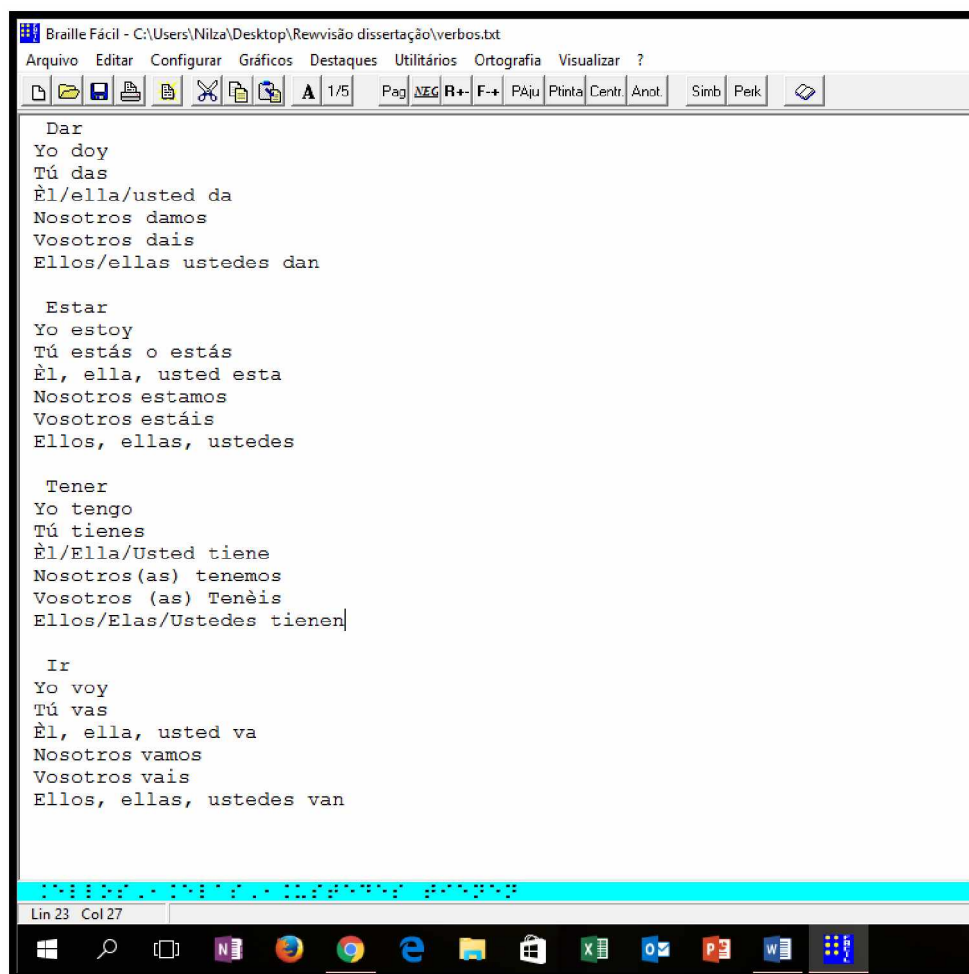 Braille Fácil - C:\Users\Nilza\Desktop\Rewvisão dissertação\verbos.txt
Arquivo Editar Configurar Gráficos Destaques Utilitários Ortografia Visualizar ?
A 1/5 Pag NEG R+- F-+ PAju Ptinta Centr. Anot. Simb Perk
Dar
Yo doy
Tú das
Èl/ella/usted da
Nosotros damos
Vosotros dais
Ellos/ellas ustedes dan
Estar
Yo estoy
Tú estás o estás
Èl, ella, usted esta
Nosotros estamos
Vosotros estáis
Ellos, ellas, ustedes
Tener
Yo tengo
Tú tienes
Èl/Ella/Usted tiene
Nosotros(as) tenemos
Vosotros (as) Tenèis
Ellos/Elas/Ustedes tienen
Ir
Yo voy
Tú vas
Èl, ella, usted va
Nosotros vamos
Vosotros vais
Ellos, ellas, ustedes van
Lin 23 Col 27